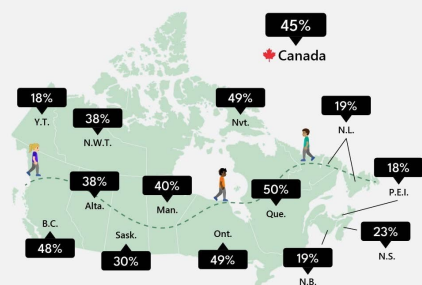 45%
Canada
18%
Y.T.
38%
N.W.T.
49%
Nvt.
19%
N.L.
18%
P.E.I.
38%
Alta.
40%
Man.
50%
Que.
B.C.
48%
Sask.
30%
Ont.
49%
19%
N.B.
23%
N.S.